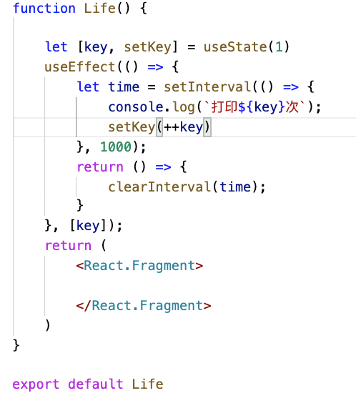 function Life() {
let [key, setKey] = useState(1)
useEffect(() => {
let time = setInterval(() => {
console.log(`打印${key}次`);
setKey(++key)
}, 1000);
return () => {
clearInterval(time);
}
}, [key]);
return (
<React.Fragment>
</React.Fragment>
)
}
export default Life